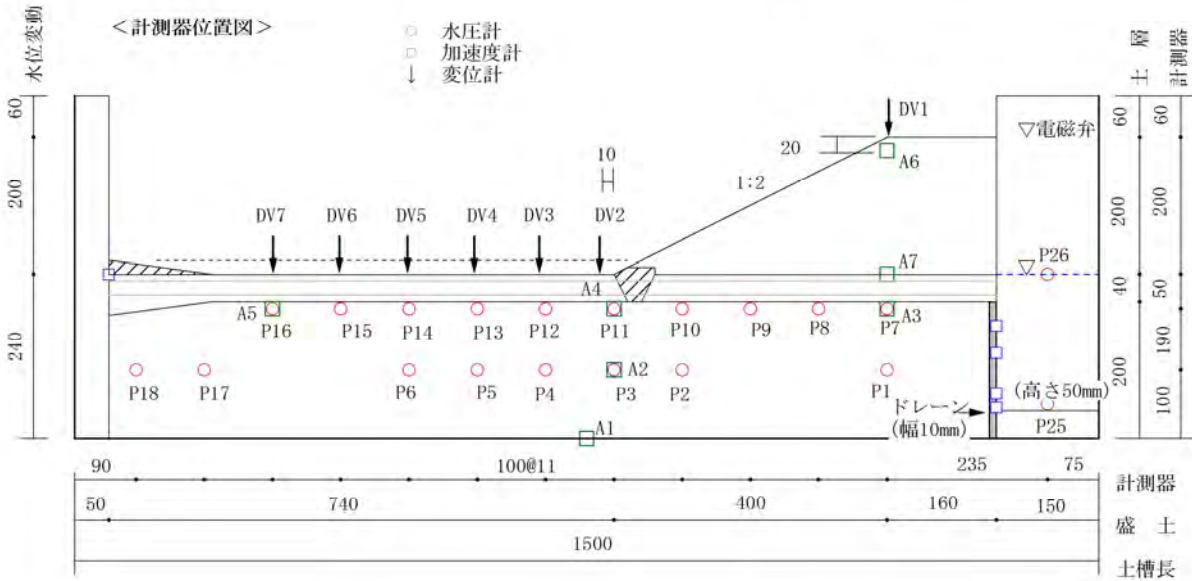 <計測器位置図>
○ 水圧計
□ 加速度計
↓ 変位計
水位変動
土層
計測器
60
200
240
60
200
40
200
60
200
50
190
100
DV1
▽電磁弁
20
A6
10
1:2
DV7 DV6 DV5 DV4 DV3 DV2
A7
P26
A4
A5
A3
P16 P15 P14 P13 P12 P11 P10 P9 P8 P7
A2
P18 P17 P6 P5 P4 P3 P2 P1
(高さ50mm)
ドレーン
(幅10mm)
P25
A1
90 100@11 235 75
計測器
50 740 400 160 150
盛土
1500
土槽長